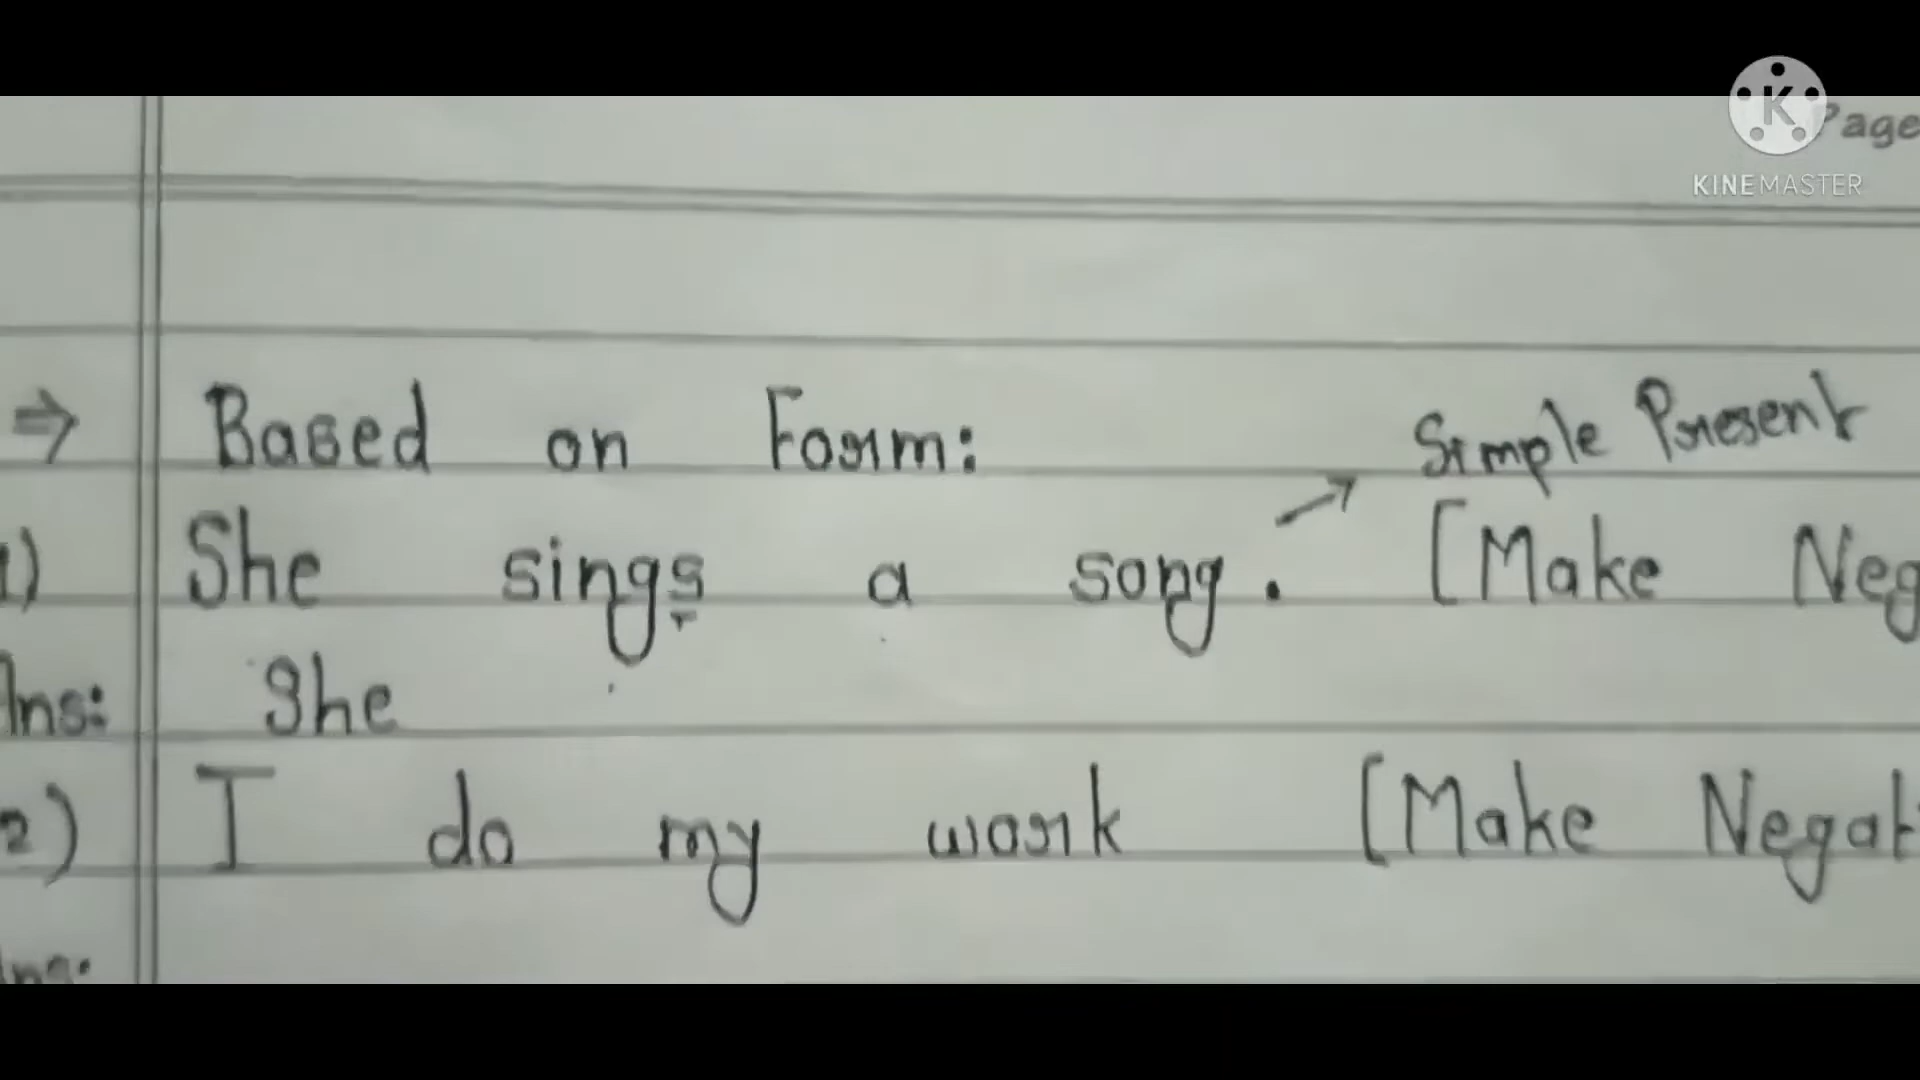 Page
KINEMASTER
⇒ Based on Form:
Simple Present
1) She sings a song. → [Make Neg
Ans: She
2) I do my work [Make Negat
Ans: